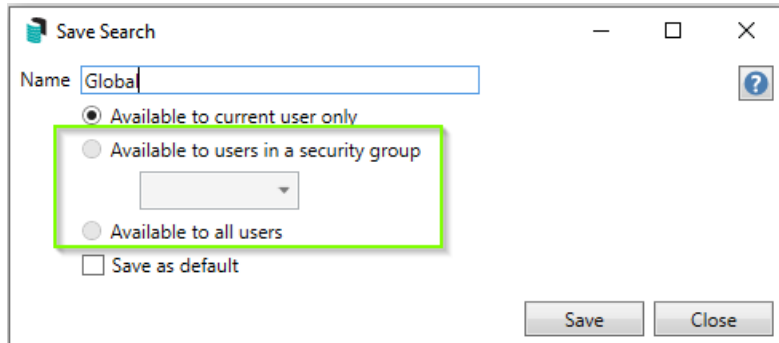 Save Search
Name Global
Available to current user only
Available to users in a security group
Available to all users
Save as default
Save Close